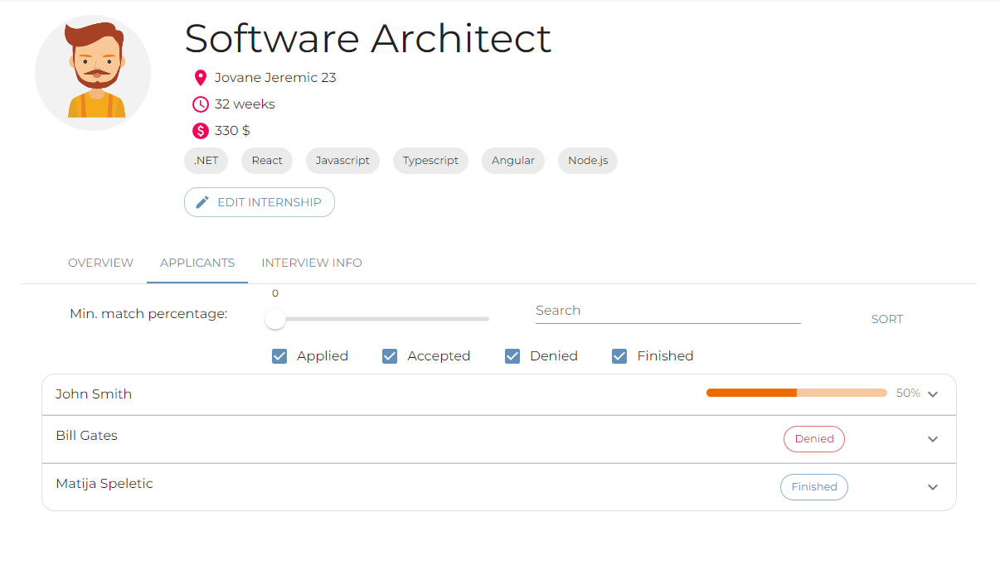 Software Architect
Jovane Jeremic 23
32 weeks
330 $
.NET React Javascript Typescript Angular Node.js
EDIT INTERNSHIP
OVERVIEW APPLICANTS INTERVIEW INFO
0
Min. match percentage: Search SORT
Applied Accepted Denied Finished
John Smith 50%
Bill Gates Denied
Matija Speletic Finished